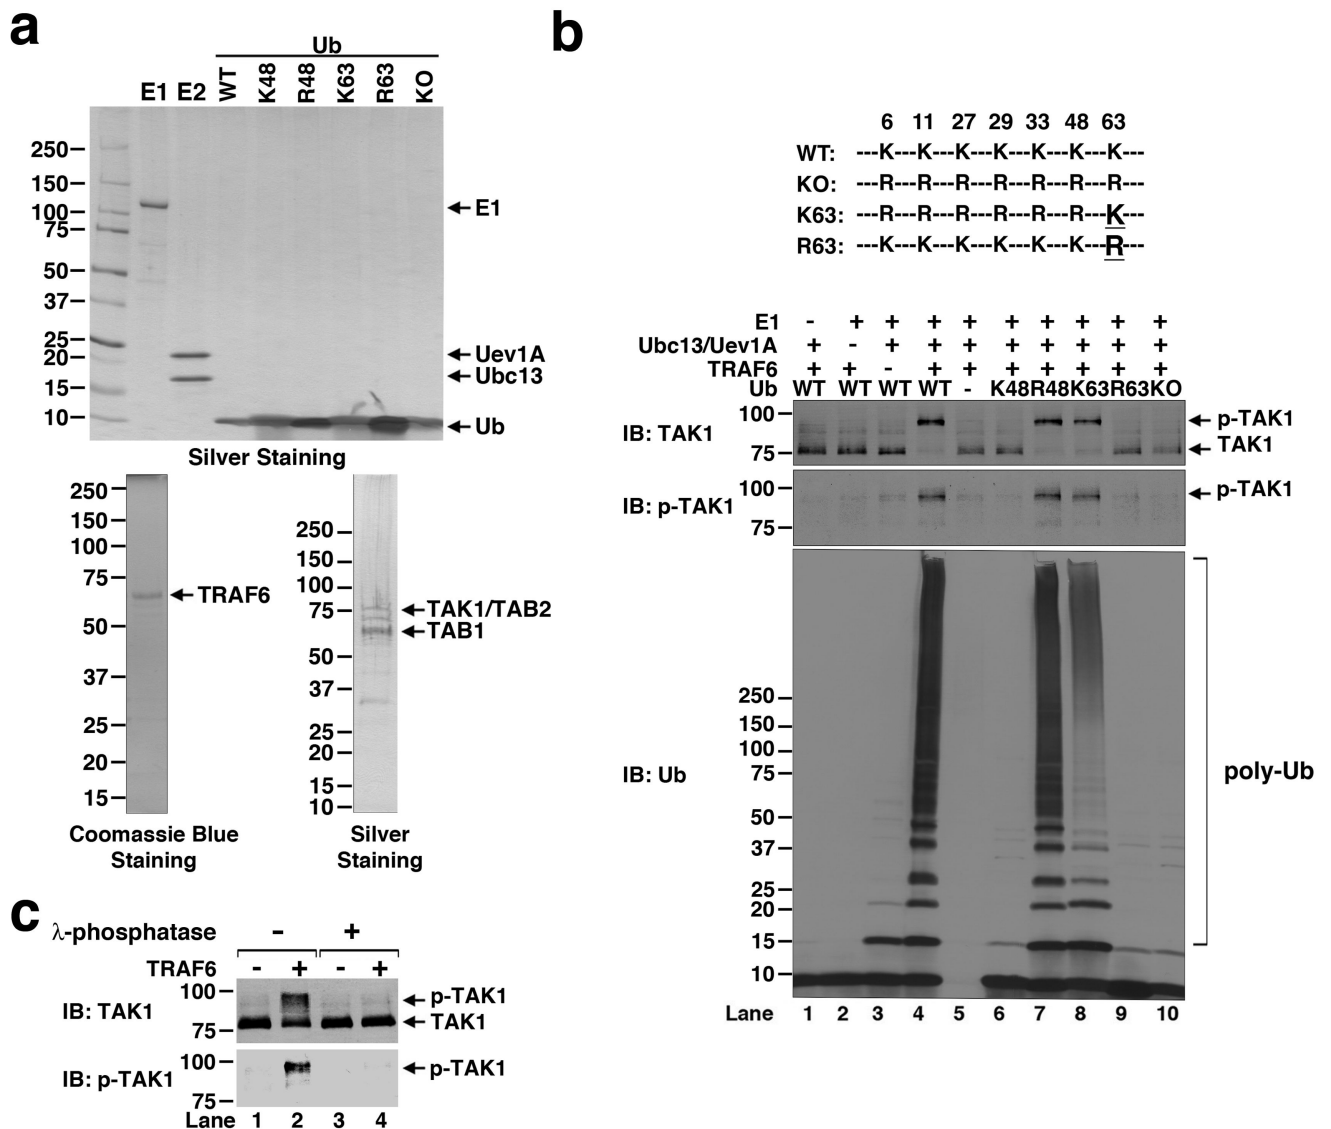 a
Ub
E1 E2 WT K48 R48 K63 R63 KO
250
150
100
75
50
37
25
20
15
10
E1
Uev1A
Ubc13
Ub
Silver Staining
250
150
100
75
50
37
25
20
15
TRAF6
Coomassie Blue
Staining
250
150
100
75
50
37
25
20
15
10
TAK1/TAB2
TAB1
Silver
Staining
b
6 11 27 29 33 48 63
WT: ---K---K---K---K---K---K---K---
KO: ---R---R---R---R---R---R---R---
K63: ---R---R---R---R---R---R---K---
R63: ---K---K---K---K---K---K---R---
E1 - + + + + + + + + +
Ubc13/Uev1A + - + + + + + + + +
TRAF6 + + - + + + + + + +
Ub WT WT WT WT - K48 R48 K63 R63 KO
IB: TAK1
100
75
p-TAK1
TAK1
IB: p-TAK1
100
75
p-TAK1
IB: Ub
250
150
100
75
50
37
25
20
15
10
poly-Ub
Lane 1 2 3 4 5 6 7 8 9 10
c
λ-phosphatase - +
TRAF6 - + - +
IB: TAK1
100
75
p-TAK1
TAK1
IB: p-TAK1
100
75
p-TAK1
Lane 1 2 3 4